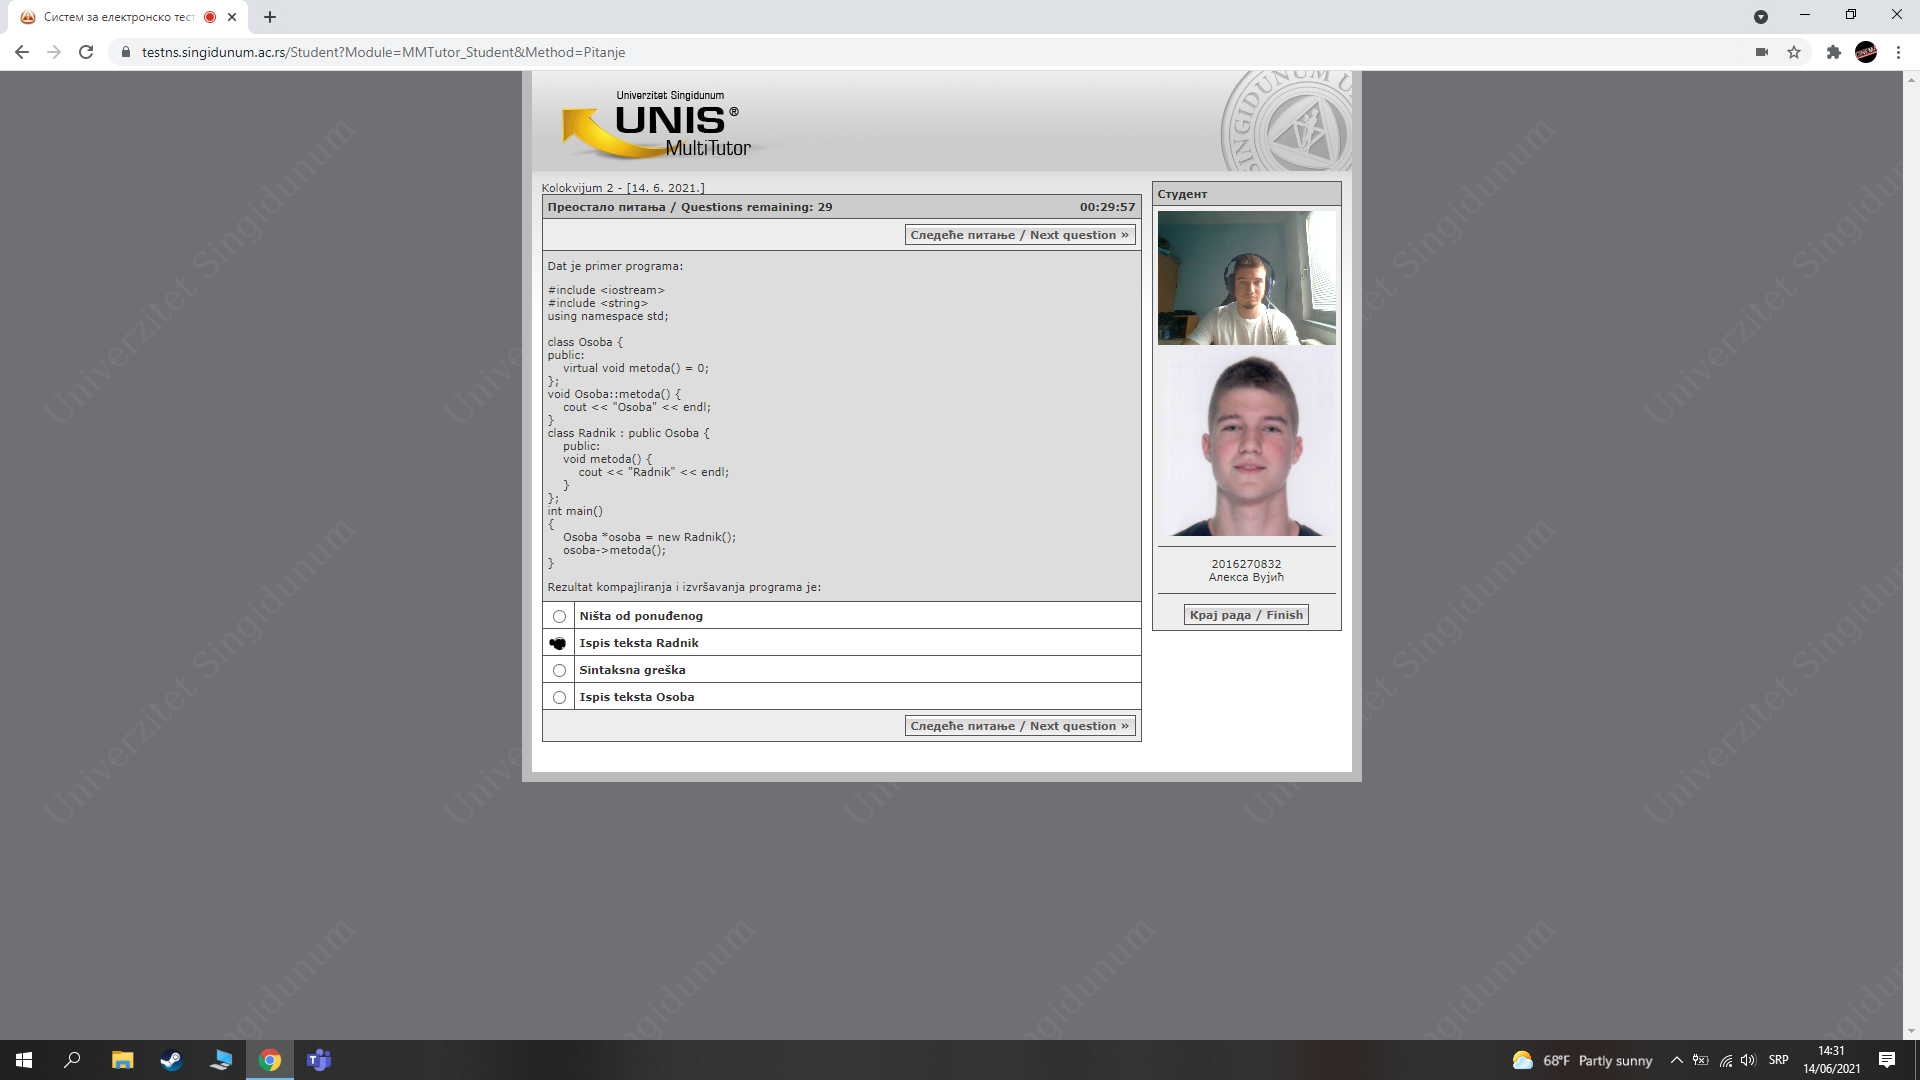 Систем за електронско тест
testns.singidunum.ac.rs/Student?Module=MMTutor_Student&Method=Pitanje
Univerzitet Singidunum
UNIS®
MultiTutor
Kolokvijum 2 - [14. 6. 2021.]
Преостало питања / Questions remaining: 29
00:29:57
Следеће питање / Next question »
Dat je primer programa:
#include <iostream>
#include <string>
using namespace std;
class Osoba {
public:
virtual void metoda() = 0;
};
void Osoba::metoda() {
cout << "Osoba" << endl;
}
class Radnik : public Osoba {
public:
void metoda() {
cout << "Radnik" << endl;
}
};
int main()
{
Osoba *osoba = new Radnik();
osoba->metoda();
}
Rezultat kompajliranja i izvršavanja programa je:
Ništa od ponuđenog
Ispis teksta Radnik
Sintaksna greška
Ispis teksta Osoba
Следеће питање / Next question »
Студент
2016270832
Алекса Вујић
Крај рада / Finish
Univerzitet Singidunum
Univerzitet Singidunum
68°F Partly sunny
SRP
14:31
14/06/2021